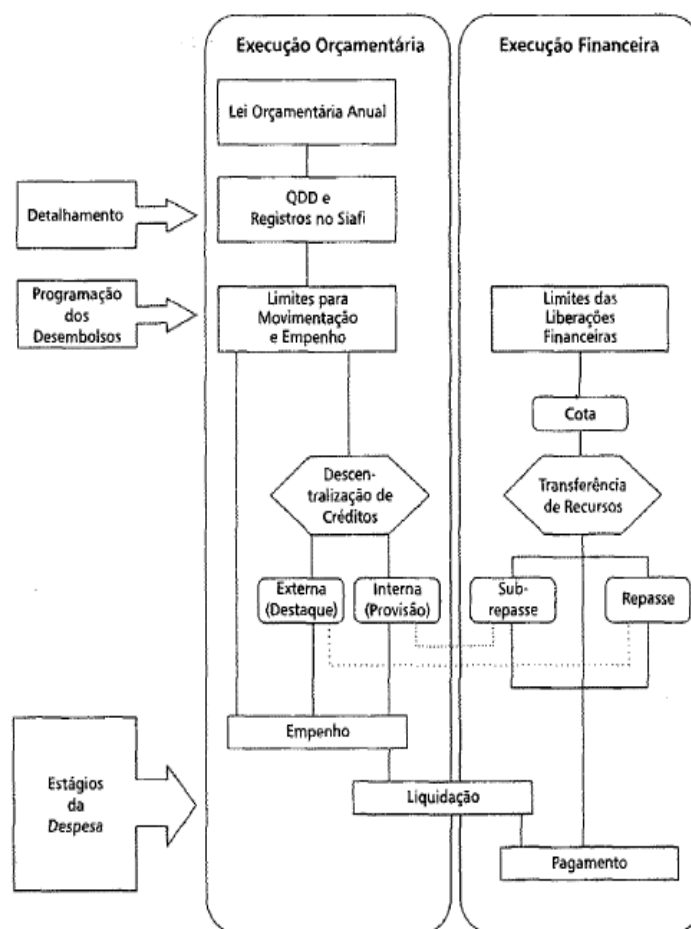 Execução Orçamentária
Execução Financeira
Lei Orçamentária Anual
Detalhamento
QDD e
Registros no Siafi
Programação
dos
Desembolsos
Limites para
Movimentação
e Empenho
Limites das
Liberações
Financeiras
Cota
Descen-
tralização de
Créditos
Transferência
de Recursos
Externa
(Destaque)
Interna
(Provisão)
Sub-
repasse
Repasse
Empenho
Estágios
da
Despesa
Liquidação
Pagamento